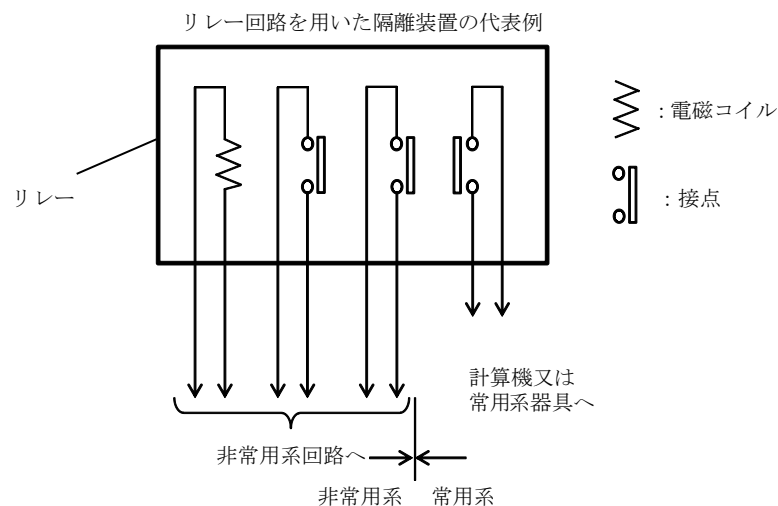 リレー回路を用いた隔離装置の代表例
:電磁コイル
リレー
:接点
計算機又は
常用系器具へ
非常用系回路へ
非常用系
常用系